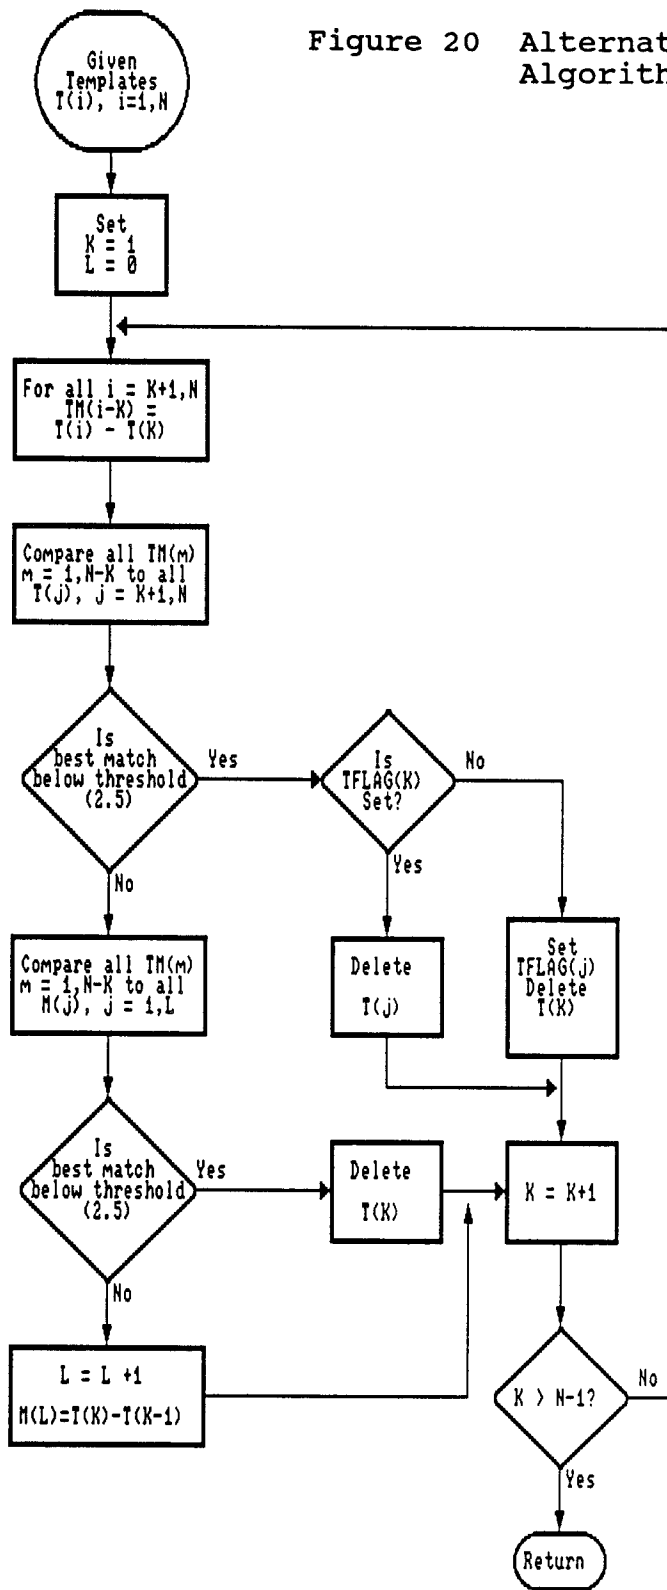 Figure 20 Alternat
Algorith
Given
Templates
T(i), i=1,N
Set
K = 1
L = 0
For all i = K+1,N
TM(i-K) =
T(i) - T(K)
Compare all TM(m)
m = 1,N-K to all
T(j), j = K+1,N
Is
best match
below threshold
(2.5)
Yes
No
Is
TFLAG(K)
Set?
No
Yes
Delete
T(j)
Set
TFLAG(j)
Delete
T(K)
Compare all TM(m)
m = 1,N-K to all
M(j), j = 1,L
Is
best match
below threshold
(2.5)
Yes
No
Delete
T(K)
K = K+1
L = L +1
M(L)=T(K)-T(K-1)
K > N-1?
No
Yes
Return